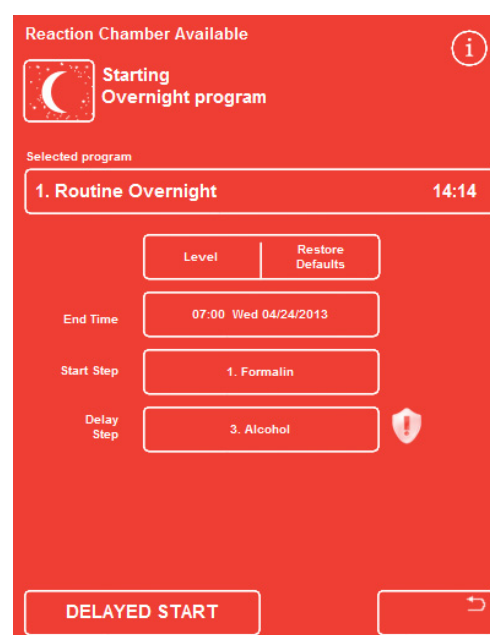 Reaction Chamber Available
i
Starting
Overnight program
Selected program
1. Routine Overnight 14:14
Level Restore
Defaults
End Time 07:00 Wed 04/24/2013
Start Step 1. Formalin
Delay
Step 3. Alcohol !
DELAYED START